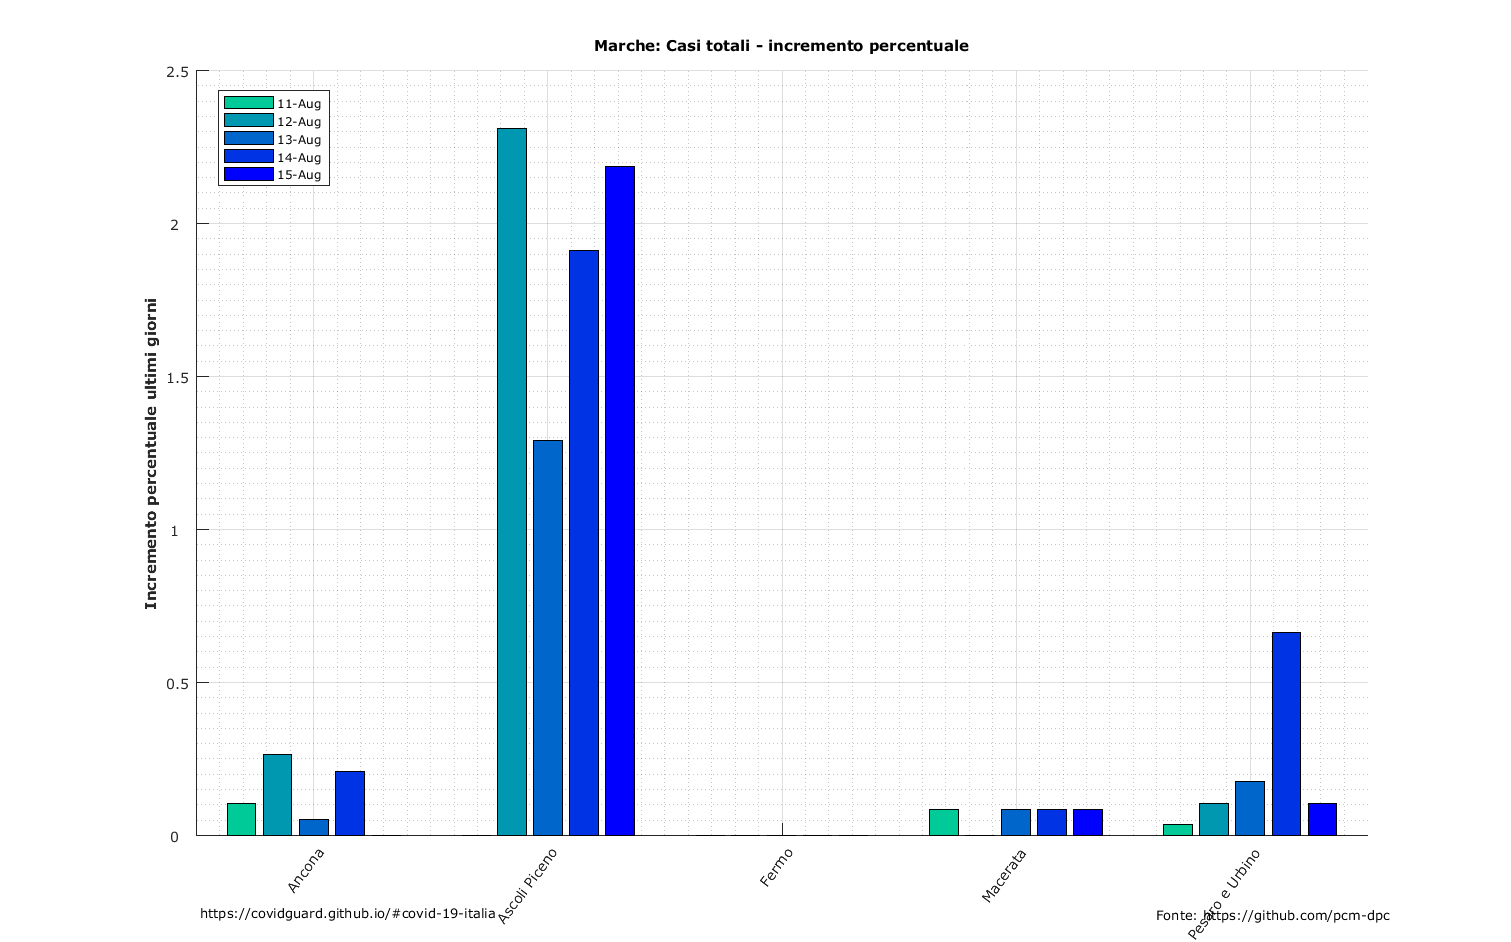 Marche: Casi totali - incremento percentuale
2.5
2
1.5
1
0.5
0
Incremento percentuale ultimi giorni
11-Aug
12-Aug
13-Aug
14-Aug
15-Aug
Ancona
Ascoli Piceno
Fermo
Macerata
Pesaro e Urbino
https://covidguard.github.io/#covid-19-italia
Fonte: https://github.com/pcm-dpc